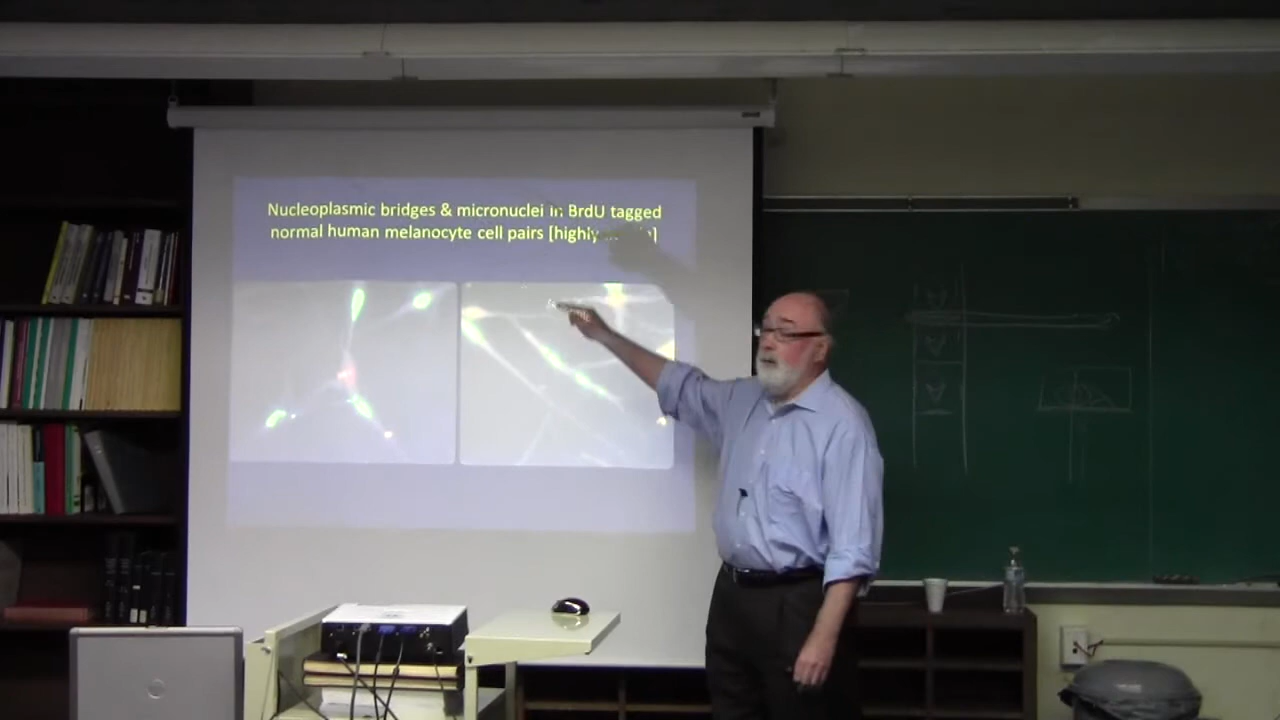 Nucleoplasmic bridges & micronuclei in BrdU tagged
normal human melanocyte cell pairs [highly